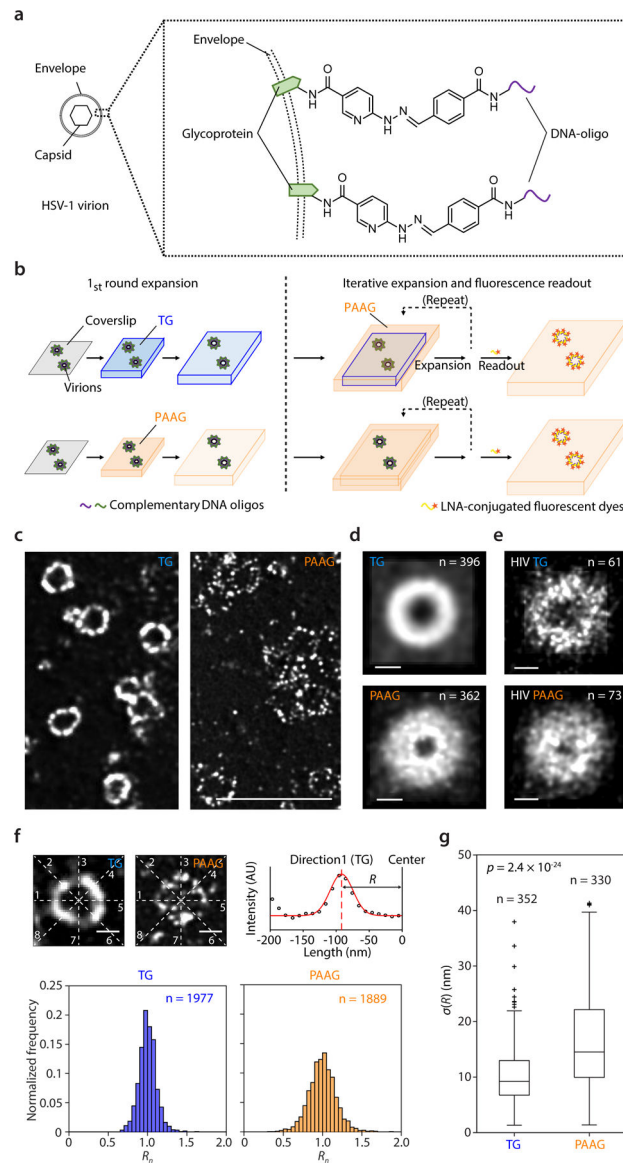 a
Envelope
Envelope
Capsid
HSV-1 virion
Glycoprotein
DNA-oligo
O
NH
N
NH
N
O
N
H
O
NH
N
NH
N
O
N
H
b
1st round expansion
Iterative expansion and fluorescence readout
Coverslip
TG
Virions
PAAG
(Repeat)
Expansion
Readout
PAAG
(Repeat)
Complementary DNA oligos
LNA-conjugated fluorescent dyes
c
TG
PAAG
d
TG
n = 396
PAAG
n = 362
e
HIV TG
n = 61
HIV PAAG
n = 73
f
TG
1
2
3
4
5
6
7
8
PAAG
1
2
3
4
5
6
7
8
Direction1 (TG)
Center
R
Intensity (AU)
-200
-100
0
Length (nm)
TG
n = 1977
Normalized frequency
0.25
0.2
0.15
0.1
0.05
0
0
1.0
2.0
Rn
PAAG
n = 1889
0
0.5
1.0
1.5
2.0
Rn
g
p = 2.4 × 10-24
n = 352
n = 330
σ(R) (nm)
50
40
30
20
10
0
TG
PAAG